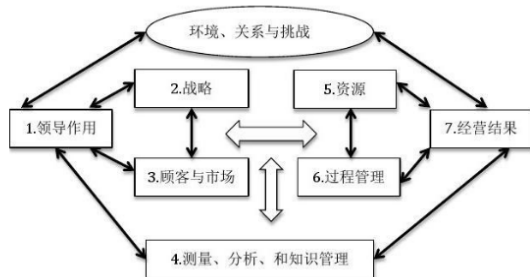 环境、关系与挑战
2.战略
5.资源
1.领导作用
7.经营结果
3.顾客与市场
6.过程管理
4.测量、分析、和知识管理